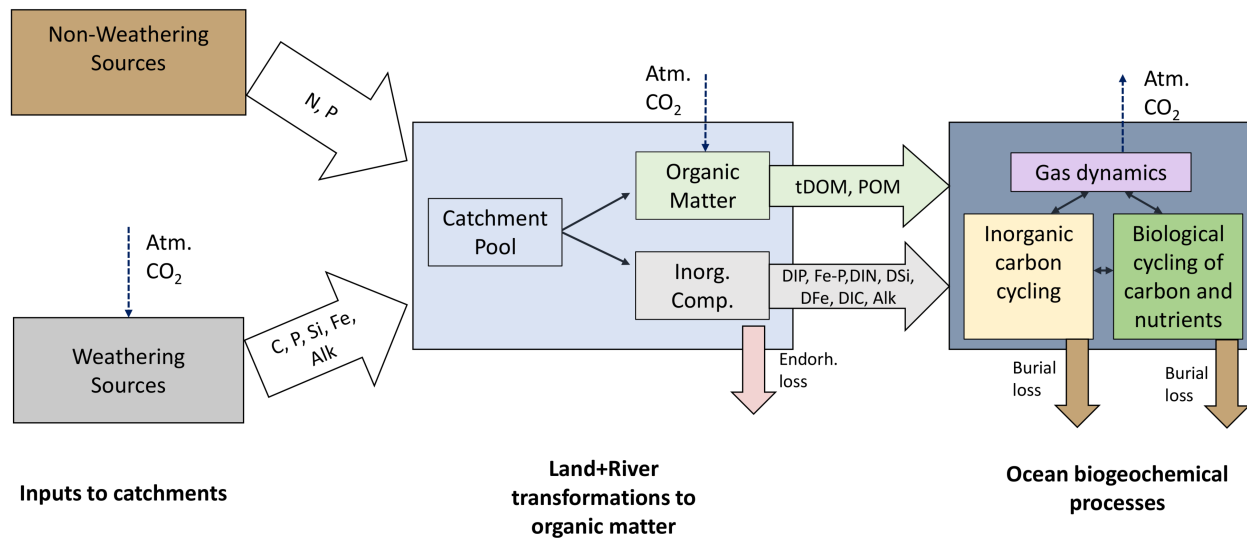 Non-Weathering
Sources
N, P
Atm.
CO₂
Weathering
Sources
C, P, Si, Fe,
Alk
Inputs to catchments
Atm.
CO₂
Catchment
Pool
Organic
Matter
Inorg.
Comp.
tDOM, POM
DIP, Fe-P,DIN, DSi,
DFe, DIC, Alk
Endorh.
loss
Land+River
transformations to
organic matter
Atm.
CO₂
Gas dynamics
Inorganic
carbon
cycling
Biological
cycling of
carbon and
nutrients
Burial
loss
Burial
loss
Ocean biogeochemical
processes